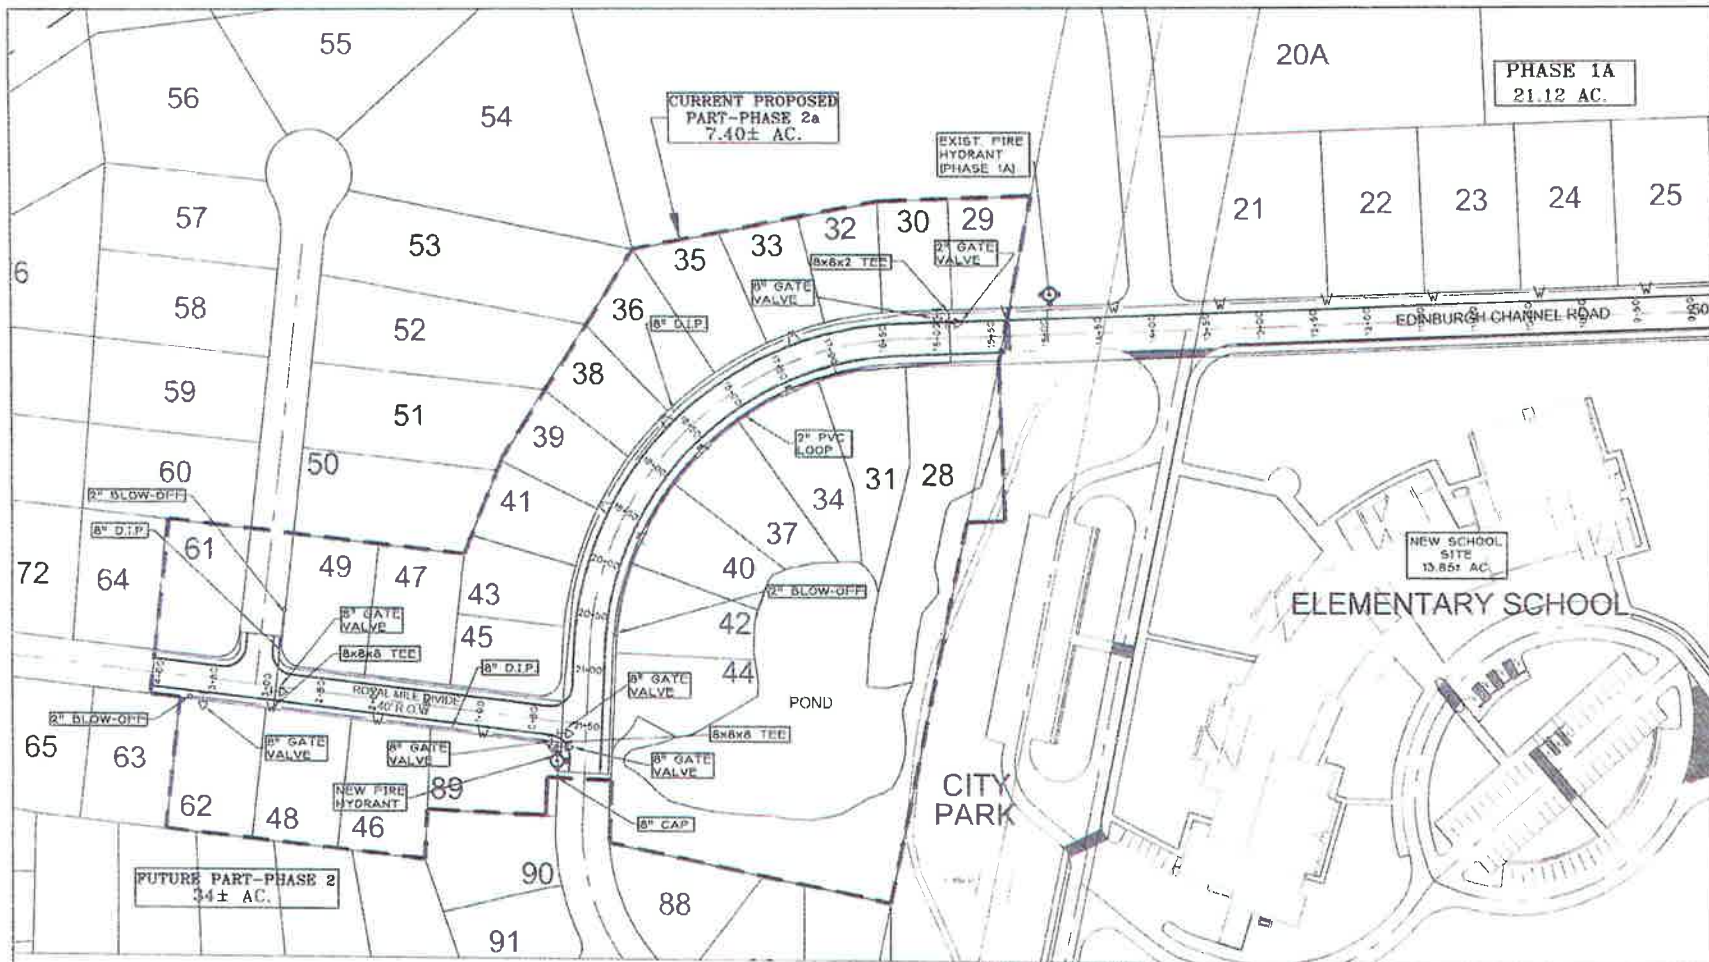 55
20A
PHASE 1A
21.12 AC.
56
54
CURRENT PROPOSED
PART-PHASE 2a
7.40± AC.
EXIST. FIRE
HYDRANT
(PHASE 1A)
57
53
35
33
32
30
29
21
22
23
24
25
6
8x8x2 TEE
2" GATE
VALVE
8" GATE
VALVE
58
52
36
8" D.I.P.
EDINBURGH CHANNEL ROAD
50
59
51
38
39
2" PVC
LOOP
60
50
41
34
31
28
2" BLOW-OFF
8" D.I.P.
61
37
NEW SCHOOL
SITE
13.85± AC.
72
64
49
47
43
40
2" BLOW-OFF
ELEMENTARY SCHOOL
8" GATE
VALVE
42
8x8x8 TEE
45
8" D.I.P.
44
8" GATE
VALVE
ROYAL MILE DIVIDE
40' R.O.W
POND
2" BLOW-OFF
8" GATE
VALVE
8" GATE
VALVE
8x8x8 TEE
8" GATE
VALVE
65
63
62
48
46
89
NEW FIRE
HYDRANT
8" CAP
CITY
PARK
FUTURE PART-PHASE 2
34± AC.
90
88
91